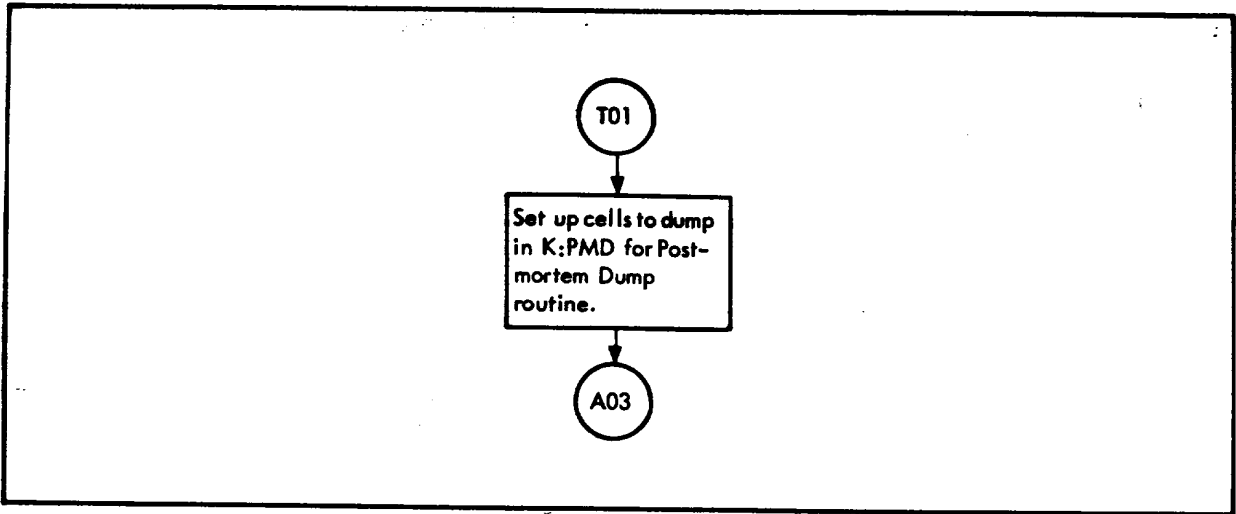 T01
Set up cells to dump
in K:PMD for Post-
mortem Dump
routine.
A03